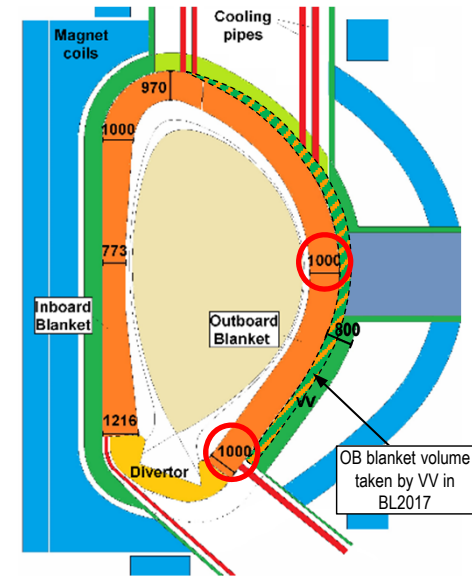 Cooling
pipes
Magnet
coils
970
1000
773
1000
Inboard
Blanket
Outboard
Blanket
800
VV
1216
1000
Divertor
OB blanket volume
taken by VV in
BL2017